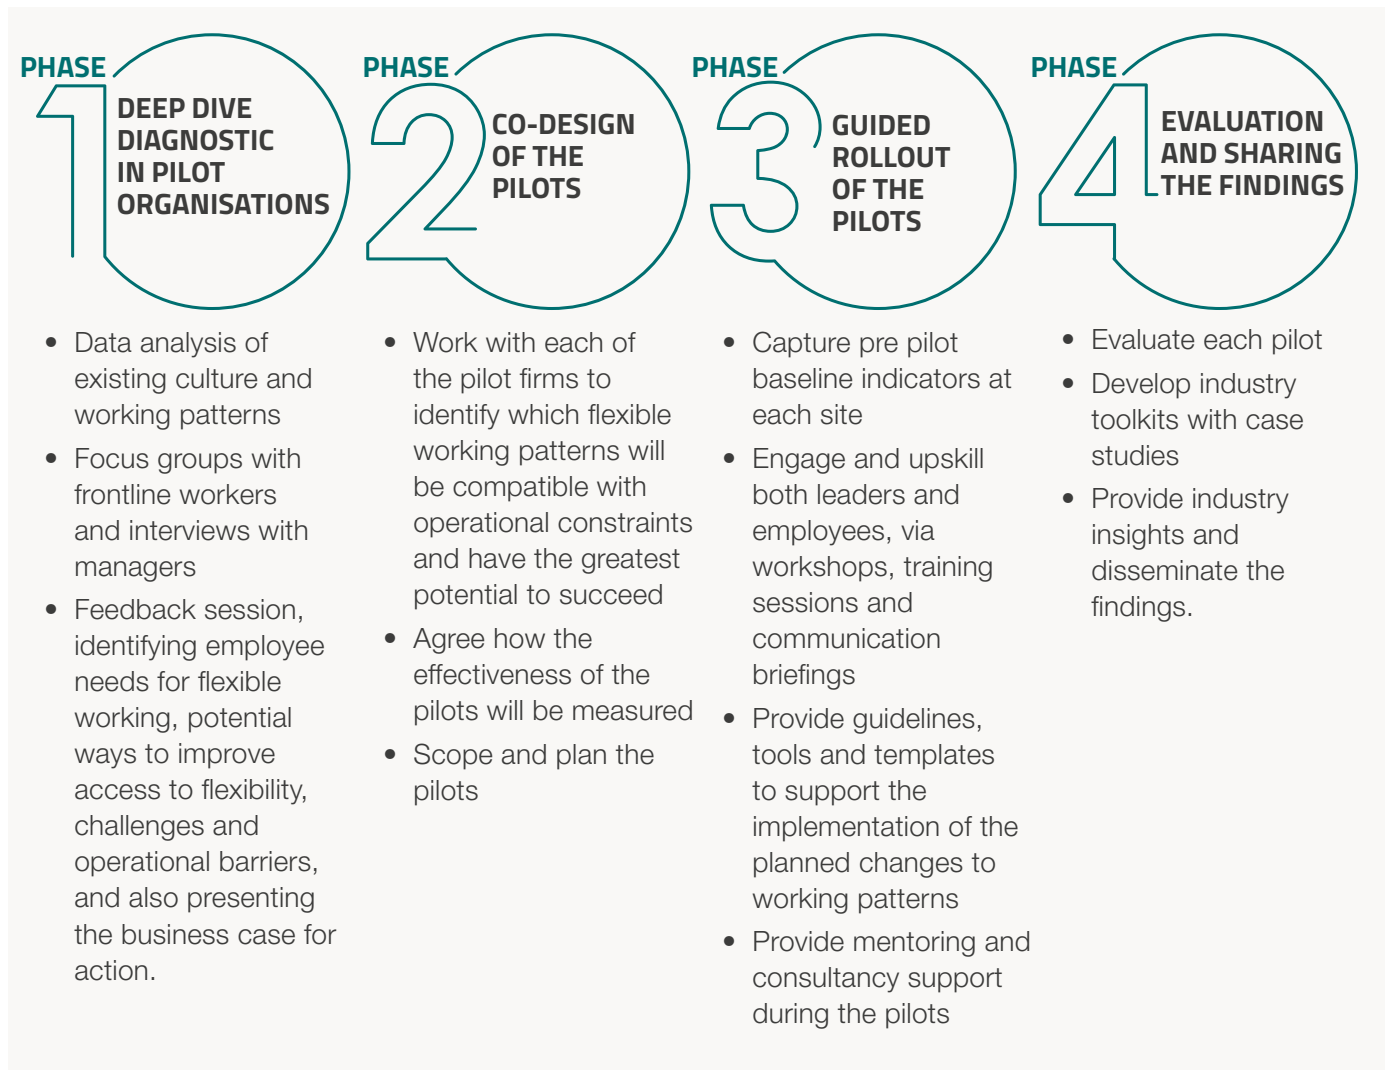 PHASE
1
DEEP DIVE
DIAGNOSTIC
IN PILOT
ORGANISATIONS
• Data analysis of
existing culture and
working patterns
• Focus groups with
frontline workers
and interviews with
managers
• Feedback session,
identifying employee
needs for flexible
working, potential
ways to improve
access to flexibility,
challenges and
operational barriers,
and also presenting
the business case for
action.
PHASE
2
CO-DESIGN
OF THE
PILOTS
• Work with each of
the pilot firms to
identify which flexible
working patterns will
be compatible with
operational constraints
and have the greatest
potential to succeed
• Agree how the
effectiveness of the
pilots will be measured
• Scope and plan the
pilots
PHASE
3
GUIDED
ROLLOUT
OF THE
PILOTS
• Capture pre pilot
baseline indicators at
each site
• Engage and upskill
both leaders and
employees, via
workshops, training
sessions and
communication
briefings
• Provide guidelines,
tools and templates
to support the
implementation of the
planned changes to
working patterns
• Provide mentoring and
consultancy support
during the pilots
PHASE
4
EVALUATION
AND SHARING
THE FINDINGS
• Evaluate each pilot
• Develop industry
toolkits with case
studies
• Provide industry
insights and
disseminate the
findings.